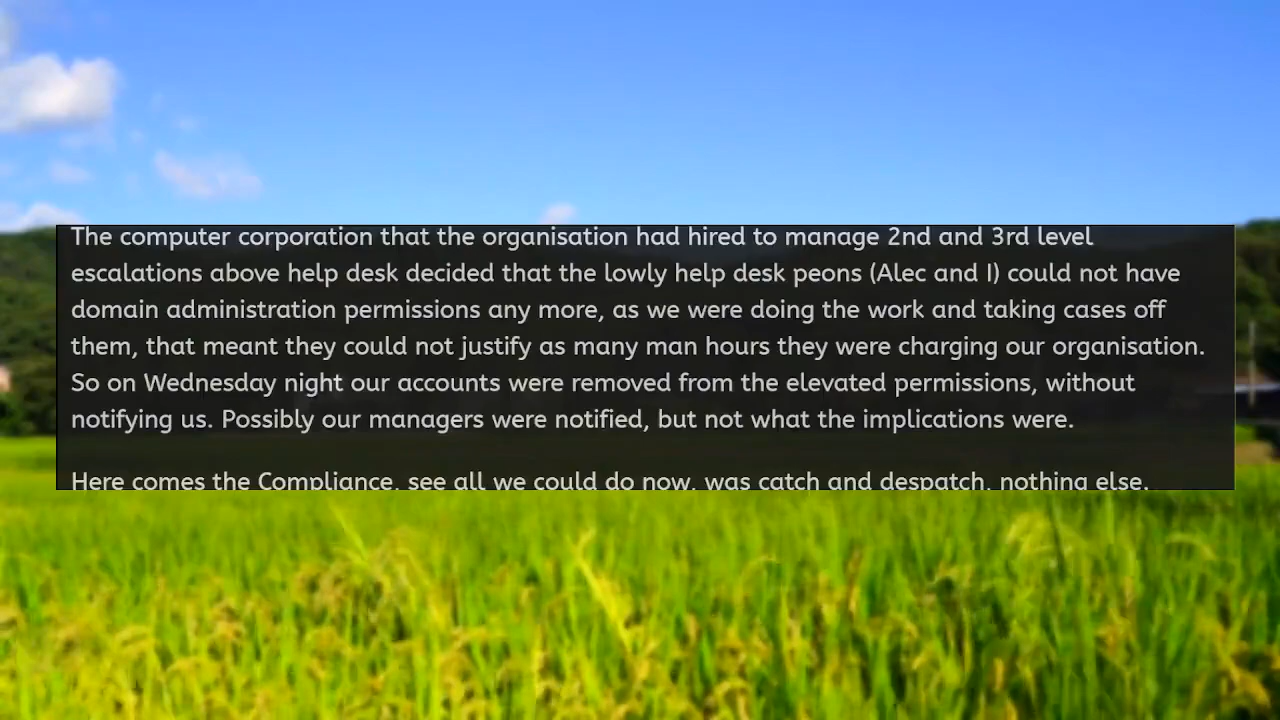 The computer corporation that the organisation had hired to manage 2nd and 3rd level
escalations above help desk decided that the lowly help desk peons (Alec and I) could not have
domain administration permissions any more, as we were doing the work and taking cases off
them, that meant they could not justify as many man hours they were charging our organisation.
So on Wednesday night our accounts were removed from the elevated permissions, without
notifying us. Possibly our managers were notified, but not what the implications were.
Here comes the Compliance, see all we could do now, was catch and despatch, nothing else.